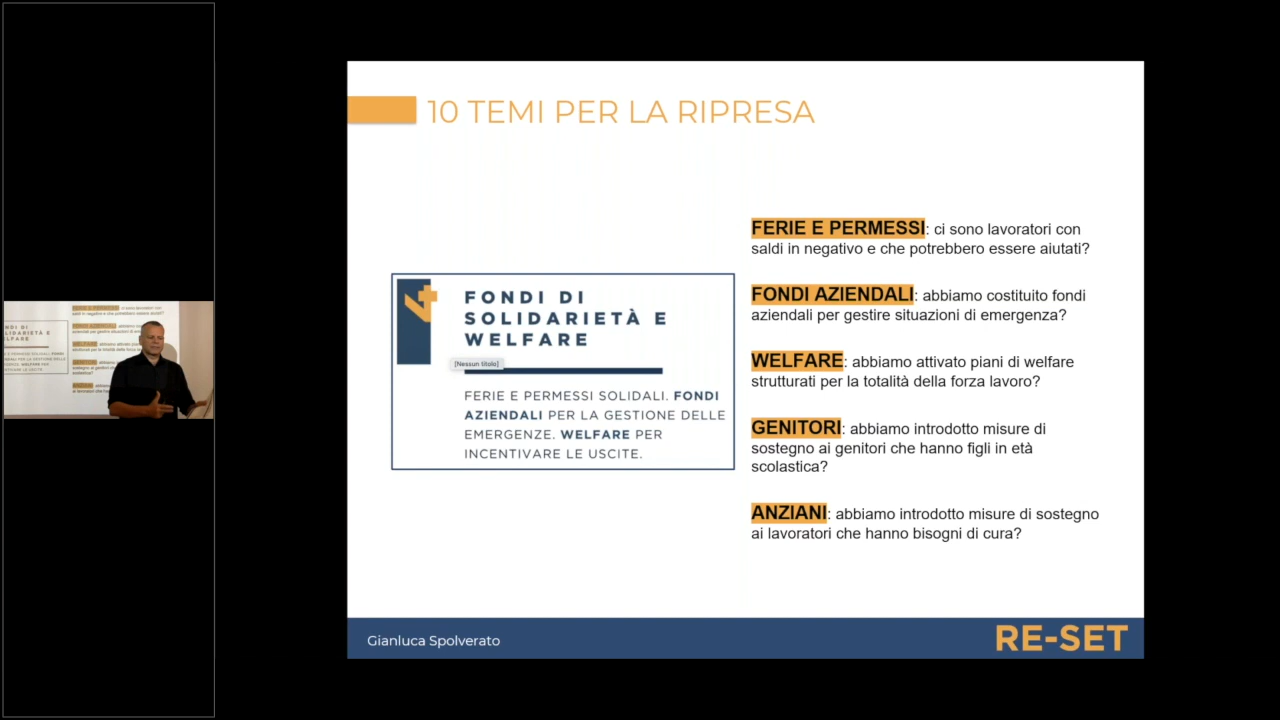 10 TEMI PER LA RIPRESA
FONDI DI
SOLIDARIETÀ E
WELFARE
[Nessun titolo]
FERIE E PERMESSI SOLIDALI. FONDI
AZIENDALI PER LA GESTIONE DELLE
EMERGENZE. WELFARE PER
INCENTIVARE LE USCITE.
FERIE E PERMESSI: ci sono lavoratori con
saldi in negativo e che potrebbero essere aiutati?
FONDI AZIENDALI: abbiamo costituito fondi
aziendali per gestire situazioni di emergenza?
WELFARE: abbiamo attivato piani di welfare
strutturati per la totalità della forza lavoro?
GENITORI: abbiamo introdotto misure di
sostegno ai genitori che hanno figli in età
scolastica?
ANZIANI: abbiamo introdotto misure di sostegno
ai lavoratori che hanno bisogni di cura?
Gianluca Spolverato
RE-SET